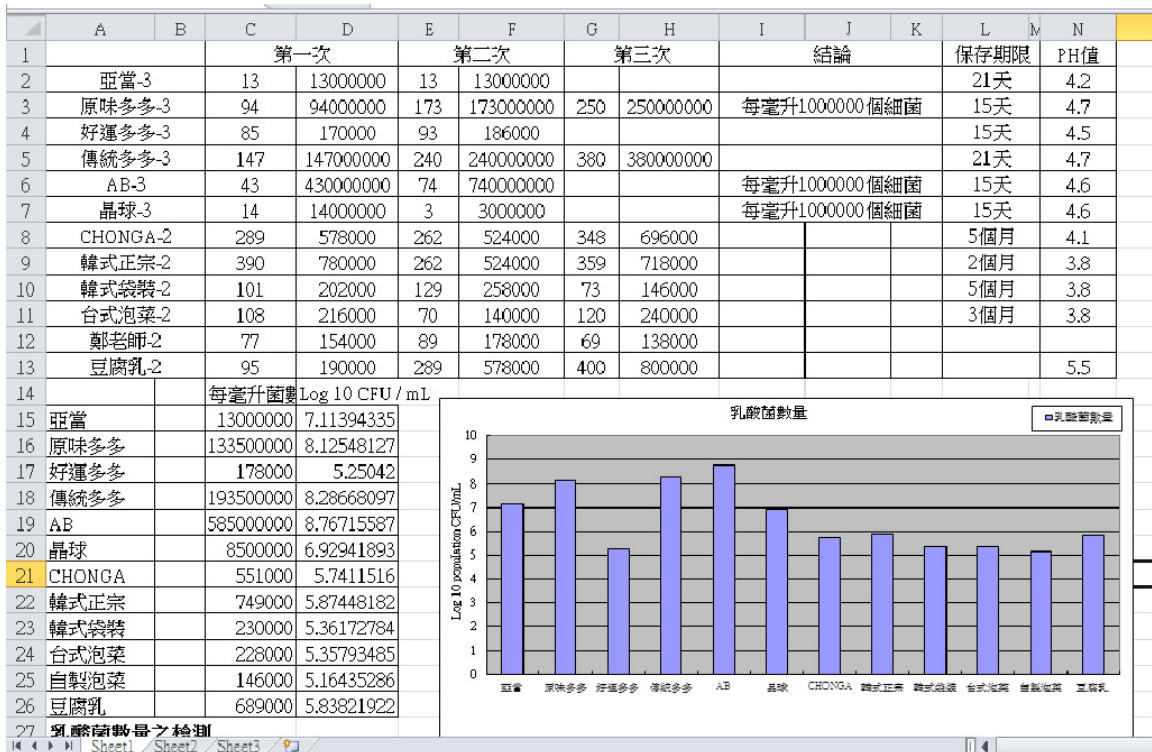 A B C D E F G H I J K L M N
1 第一次 第二次 第三次 結論 保存期限 PH值
2 亞當-3 13 13000000 13 13000000 21天 4.2
3 原味多多-3 94 94000000 173 173000000 250 250000000 每毫升1000000個細菌 15天 4.7
4 好運多多-3 85 170000 93 186000 15天 4.5
5 傳統多多-3 147 147000000 240 240000000 380 380000000 21天 4.7
6 AB-3 43 430000000 74 740000000 每毫升1000000個細菌 15天 4.6
7 晶球-3 14 14000000 3 3000000 每毫升1000000個細菌 15天 4.6
8 CHONGA-2 289 578000 262 524000 348 696000 5個月 4.1
9 韓式正宗-2 390 780000 262 524000 359 718000 2個月 3.8
10 韓式袋裝-2 101 202000 129 258000 73 146000 5個月 3.8
11 台式泡菜-2 108 216000 70 140000 120 240000 3個月 3.8
12 鄭老師-2 77 154000 89 178000 69 138000
13 豆腐乳-2 95 190000 289 578000 400 800000 5.5
14 每毫升菌數 Log 10 CFU / mL
15 亞當 13000000 7.11394335
16 原味多多 133500000 8.12548127
17 好運多多 178000 5.25042
18 傳統多多 193500000 8.28668097
19 AB 585000000 8.76715587
20 晶球 8500000 6.92941893
21 CHONGA 551000 5.7411516
22 韓式正宗 749000 5.87448182
23 韓式袋裝 230000 5.36172784
24 台式泡菜 228000 5.35793485
25 自製泡菜 146000 5.16435286
26 豆腐乳 689000 5.83821922
27 乳酸菌數量之檢測
乳酸菌數量
乳酸菌數量
Log 10 population CFU/mL
10
9
8
7
6
5
4
3
2
1
0
亞當 原味多多 好運多多 傳統多多 AB 晶球 CHONGA 韓式正宗 韓式袋裝 台式泡菜 自製泡菜 豆腐乳
Sheet1 Sheet2 Sheet3